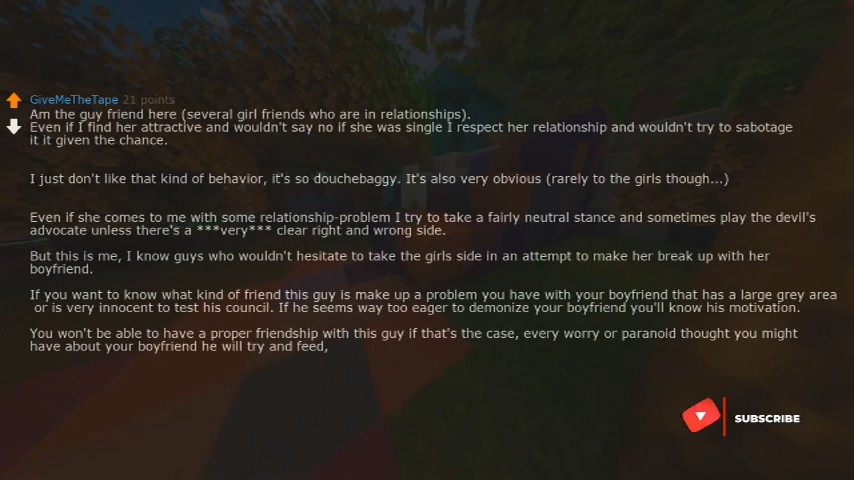 GiveMeTheTape 21 points
Am the guy friend here (several girl friends who are in relationships).
Even if I find her attractive and wouldn't say no if she was single I respect her relationship and wouldn't try to sabotage
it it given the chance.
I just don't like that kind of behavior, it's so douchebaggy. It's also very obvious (rarely to the girls though...)
Even if she comes to me with some relationship-problem I try to take a fairly neutral stance and sometimes play the devil's
advocate unless there's a ***very*** clear right and wrong side.
But this is me, I know guys who wouldn't hesitate to take the girls side in an attempt to make her break up with her
boyfriend.
If you want to know what kind of friend this guy is make up a problem you have with your boyfriend that has a large grey area
or is very innocent to test his council. If he seems way too eager to demonize your boyfriend you'll know his motivation.
You won't be able to have a proper friendship with this guy if that's the case, every worry or paranoid thought you might
have about your boyfriend he will try and feed,
SUBSCRIBE